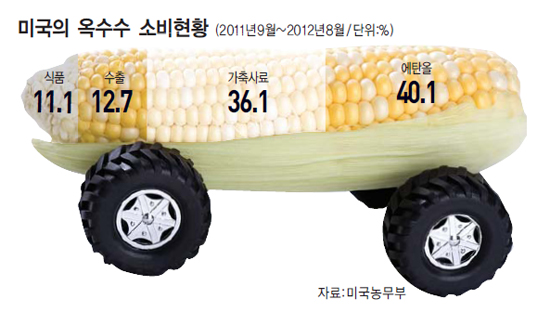 미국의 옥수수 소비현황 (2011년9월~2012년8월/단위:%)
식품 수출 가축사료 에탄올
11.1 12.7 36.1 40.1
자료:미국농무부